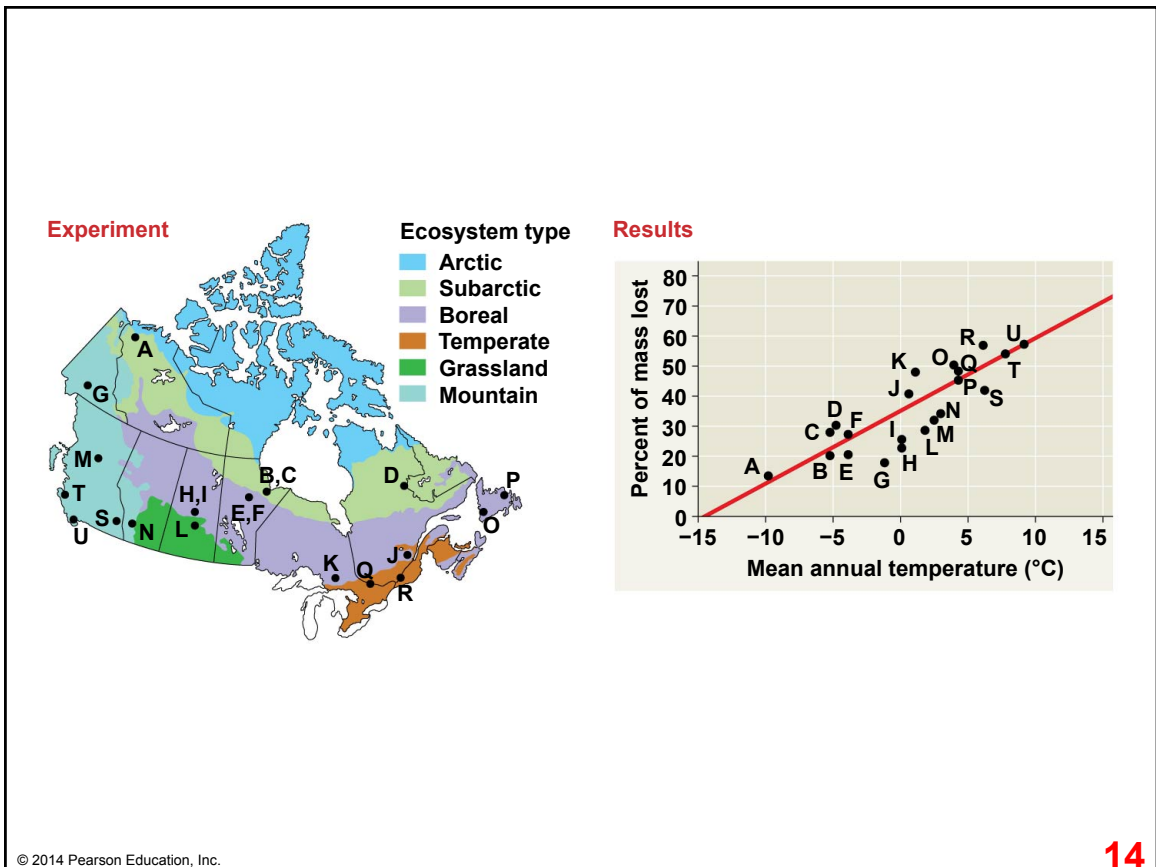 Experiment
Ecosystem type
Arctic
Subarctic
Boreal
Temperate
Grassland
Mountain
A
G
M
T
U
S
N
H,I
L
B,C
E,F
D
P
O
K
Q
J
R
Results
Percent of mass lost
80
70
60
50
40
30
20
10
0
A
B
C
D
E
F
G
H
I
J
K
L
M
N
O
P
Q
R
S
T
U
−15 −10 −5 0 5 10 15
Mean annual temperature (°C)
© 2014 Pearson Education, Inc.
14